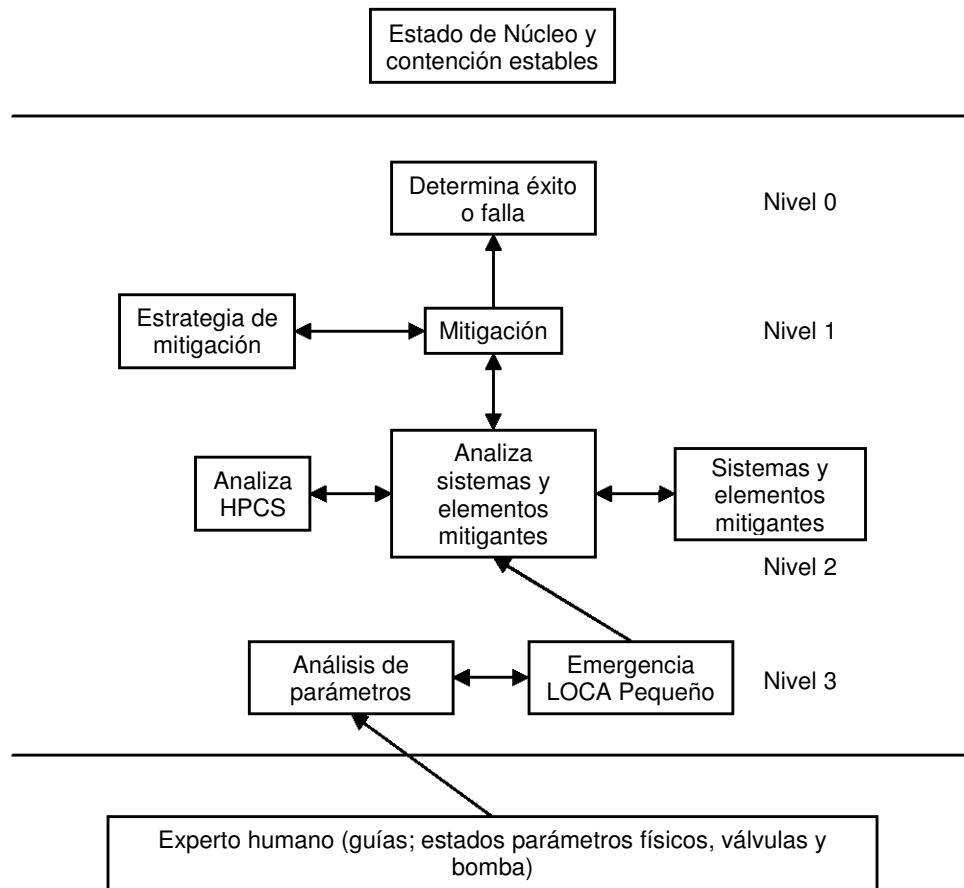 Estado de Núcleo y
contención estables
Determina éxito
o falla
Nivel 0
Estrategia de
mitigación
Mitigación
Nivel 1
Analiza
HPCS
Analiza
sistemas y
elementos
mitigantes
Sistemas y
elementos
mitigantes
Nivel 2
Análisis de
parámetros
Emergencia
LOCA Pequeño
Nivel 3
Experto humano (guías; estados parámetros físicos, válvulas y
bomba)